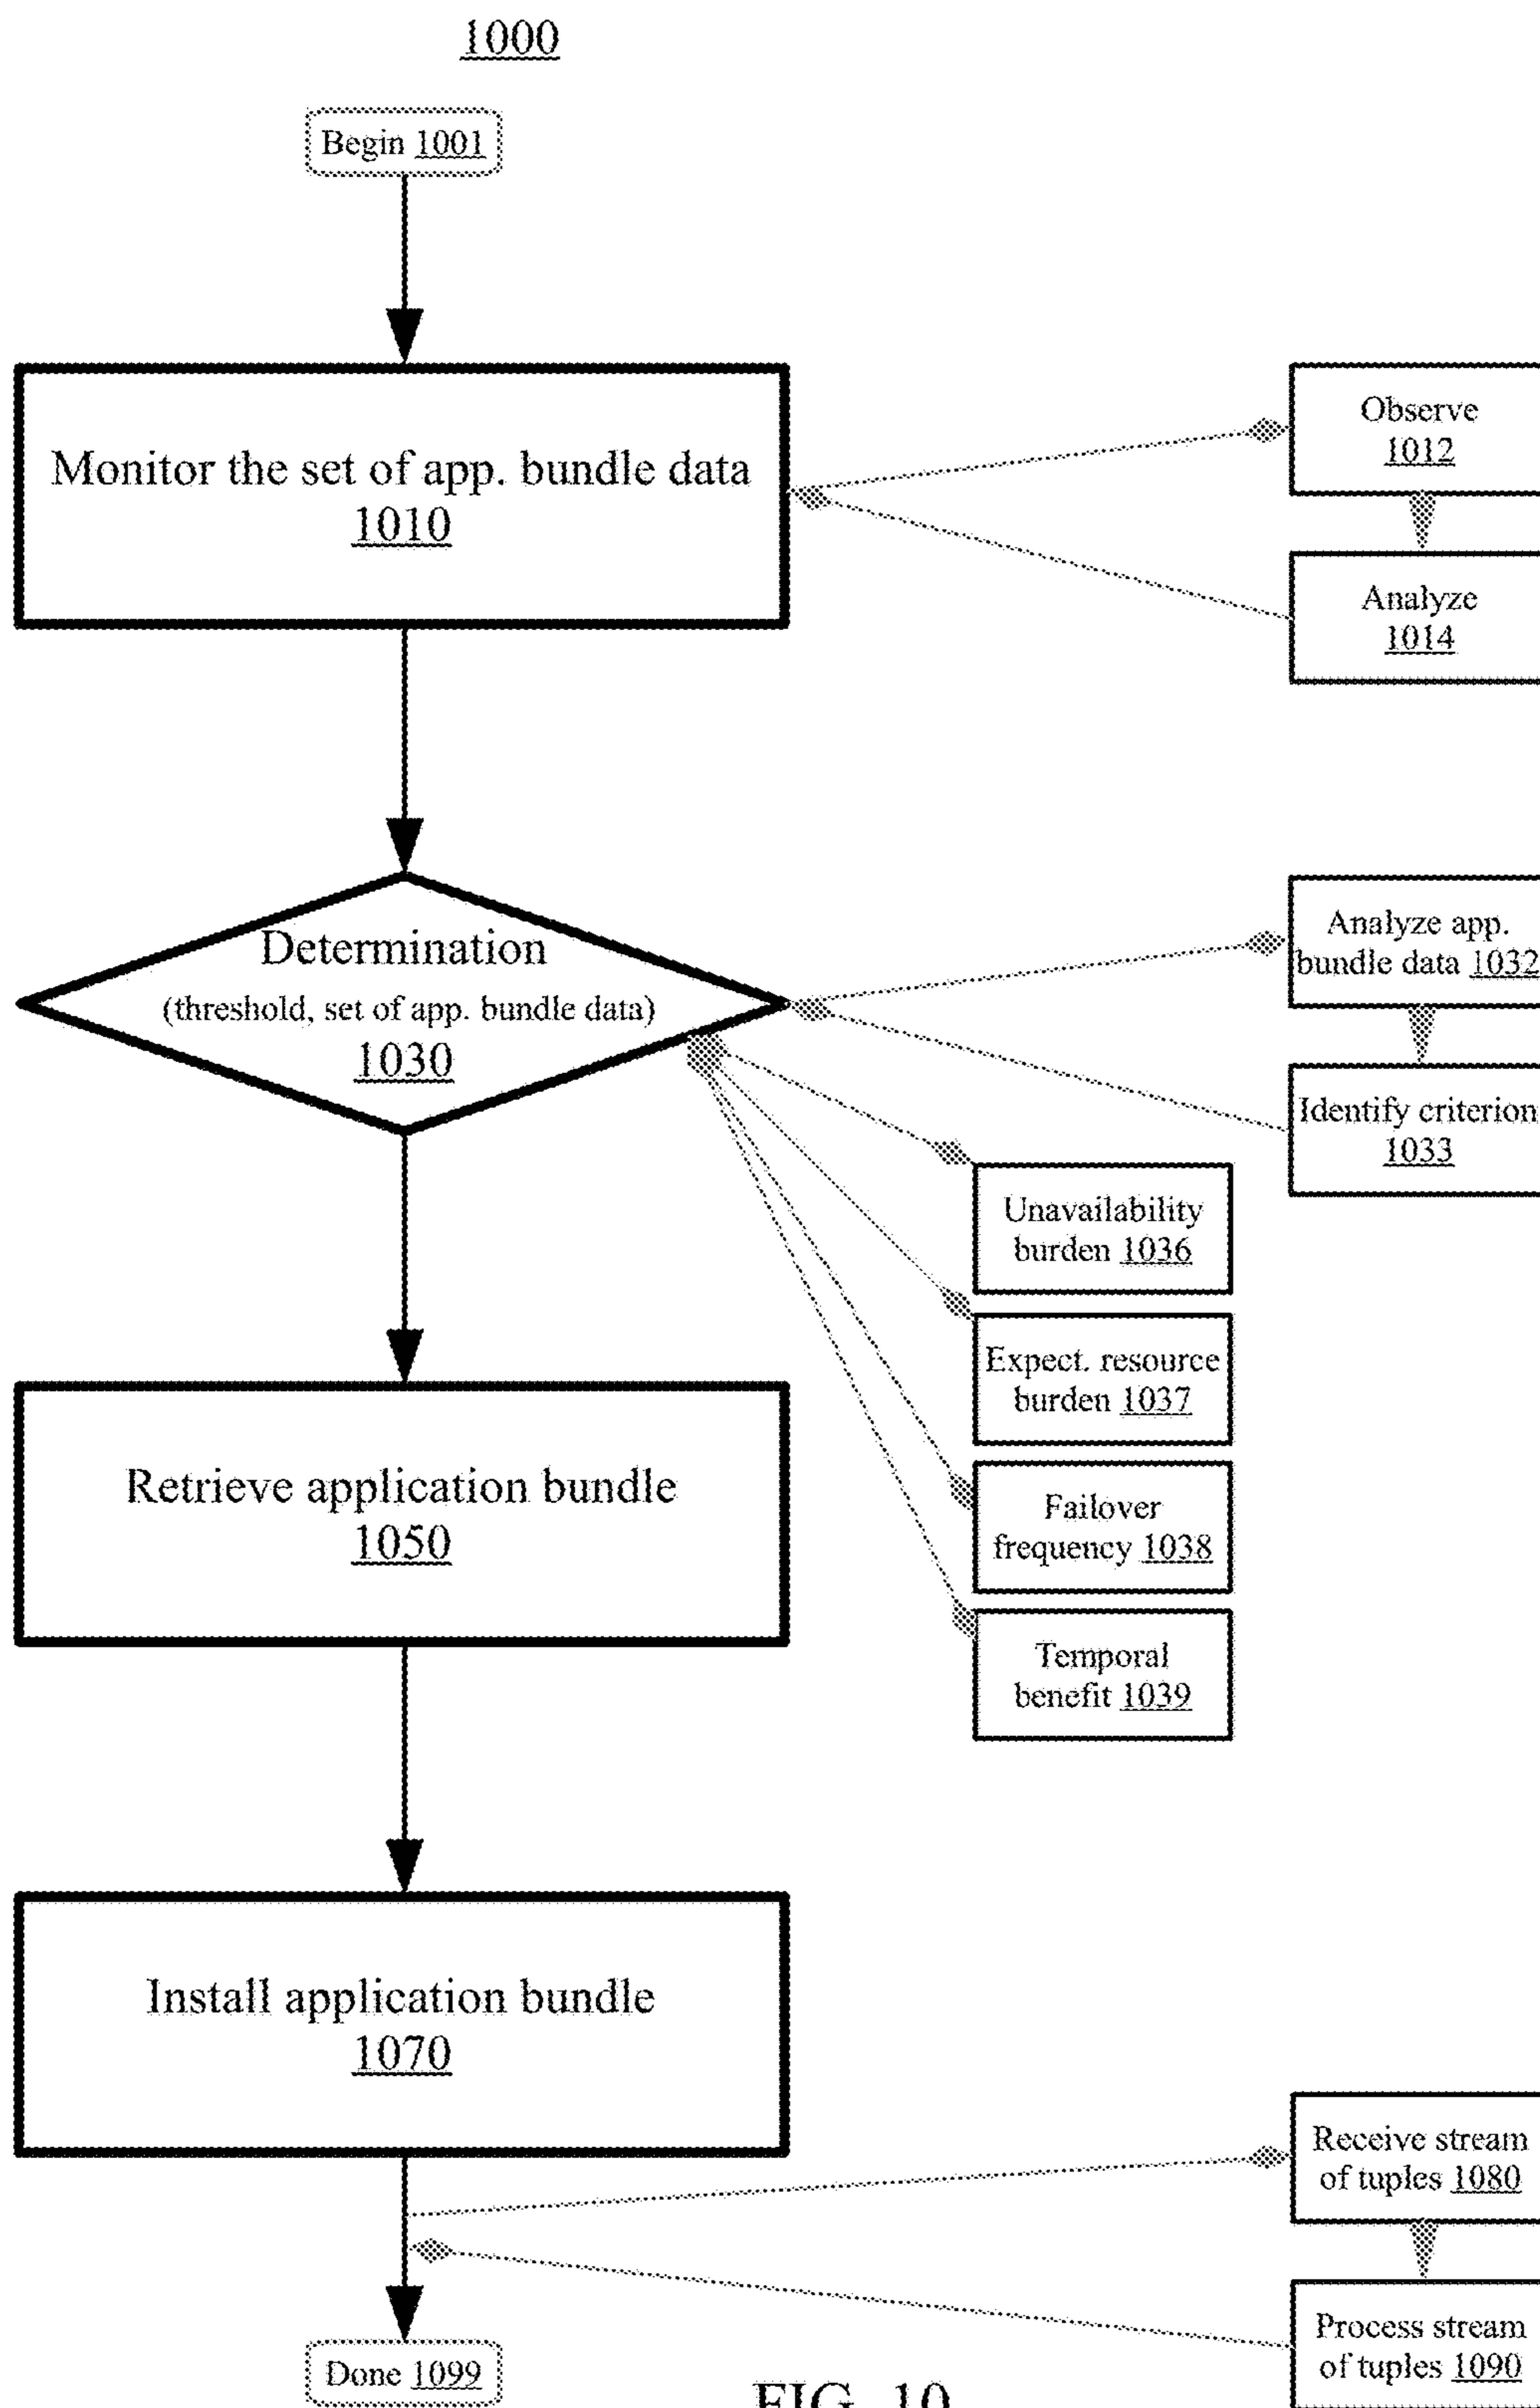 1000
Begin 1001
Monitor the set of app. bundle data
1010
Observe
1012
Analyze
1014
Determination
(threshold, set of app. bundle data)
1030
Analyze app.
bundle data 1032
Identify criterion
1033
Unavailability
burden 1036
Expect. resource
burden 1037
Failover
frequency 1038
Temporal
benefit 1039
Retrieve application bundle
1050
Install application bundle
1070
Receive stream
of tuples 1080
Process stream
of tuples 1090
Done 1099
FIG. 10